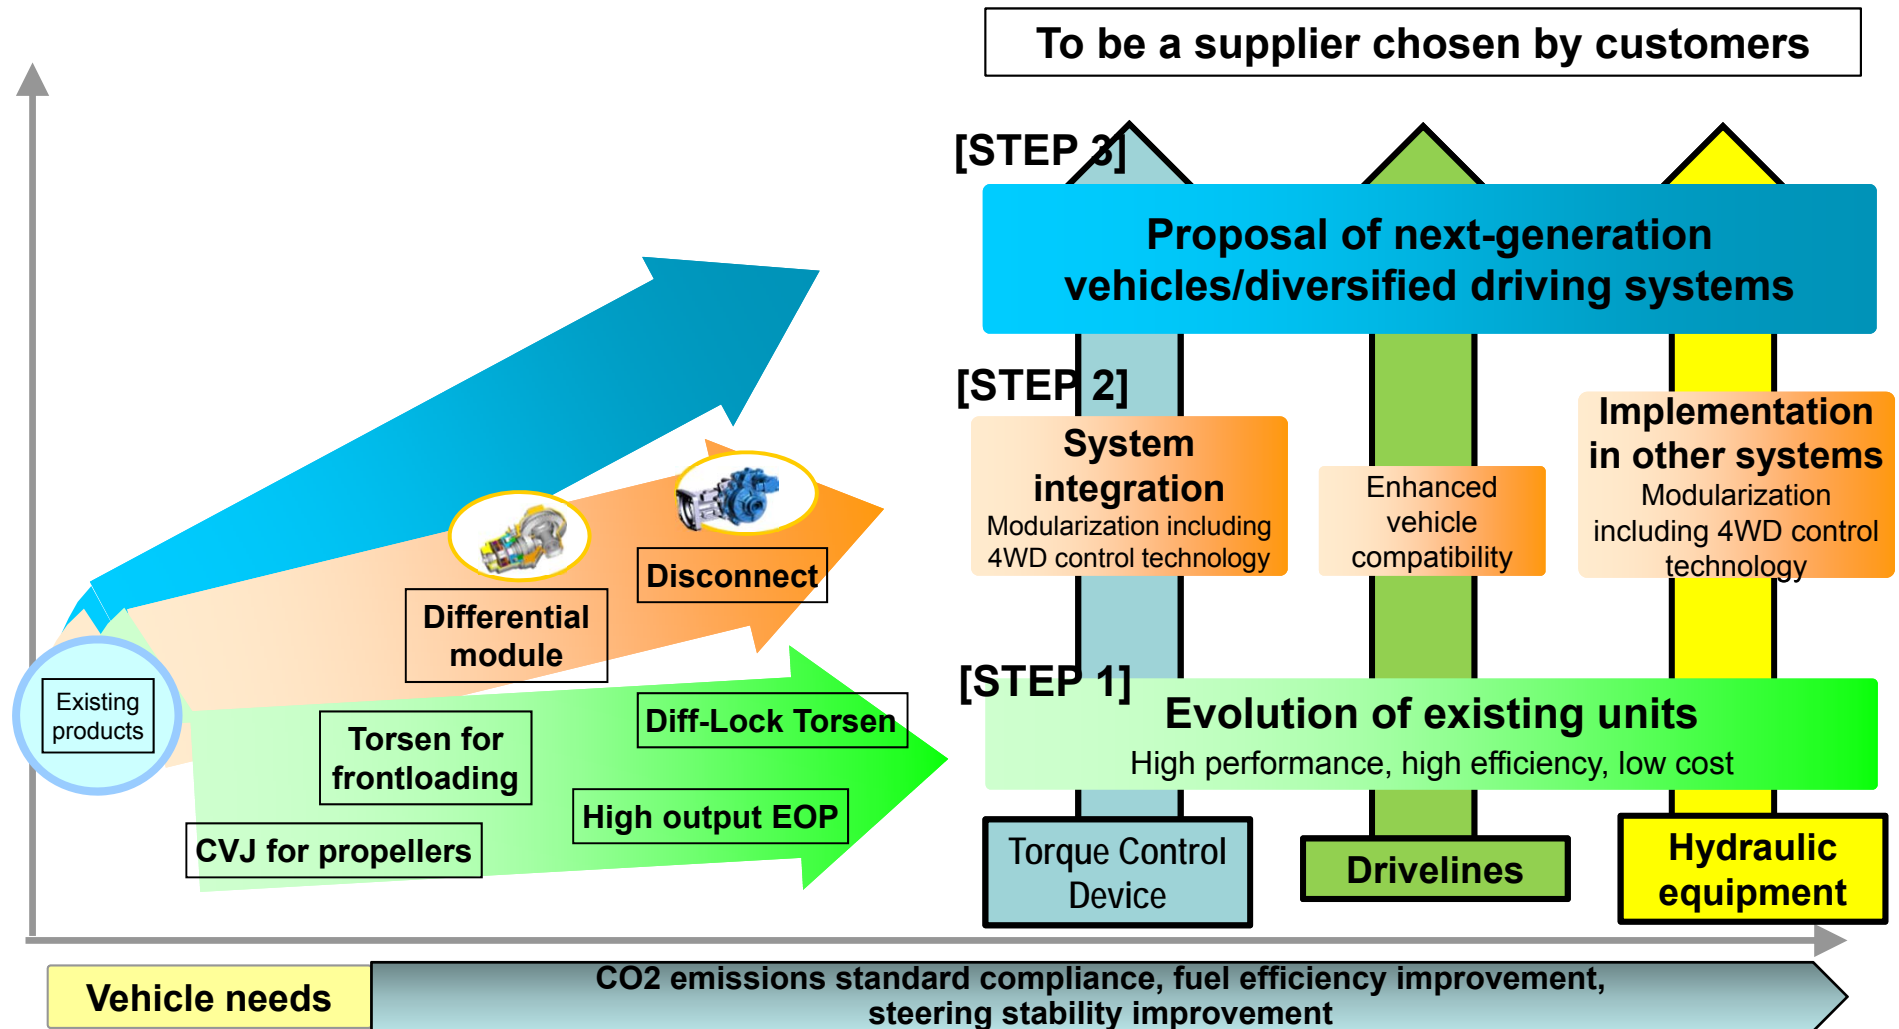 To be a supplier chosen by customers
[STEP 3]
Proposal of next-generation
vehicles/diversified driving systems
[STEP 2]
System
integration
Modularization including
4WD control technology
Enhanced
vehicle
compatibility
Implementation
in other systems
Modularization
including 4WD control
technology
[STEP 1]
Evolution of existing units
High performance, high efficiency, low cost
Torque Control
Device
Drivelines
Hydraulic
equipment
Disconnect
Differential
module
Existing
products
Diff-Lock Torsen
Torsen for
frontloading
High output EOP
CVJ for propellers
Vehicle needs
CO2 emissions standard compliance, fuel efficiency improvement,
steering stability improvement